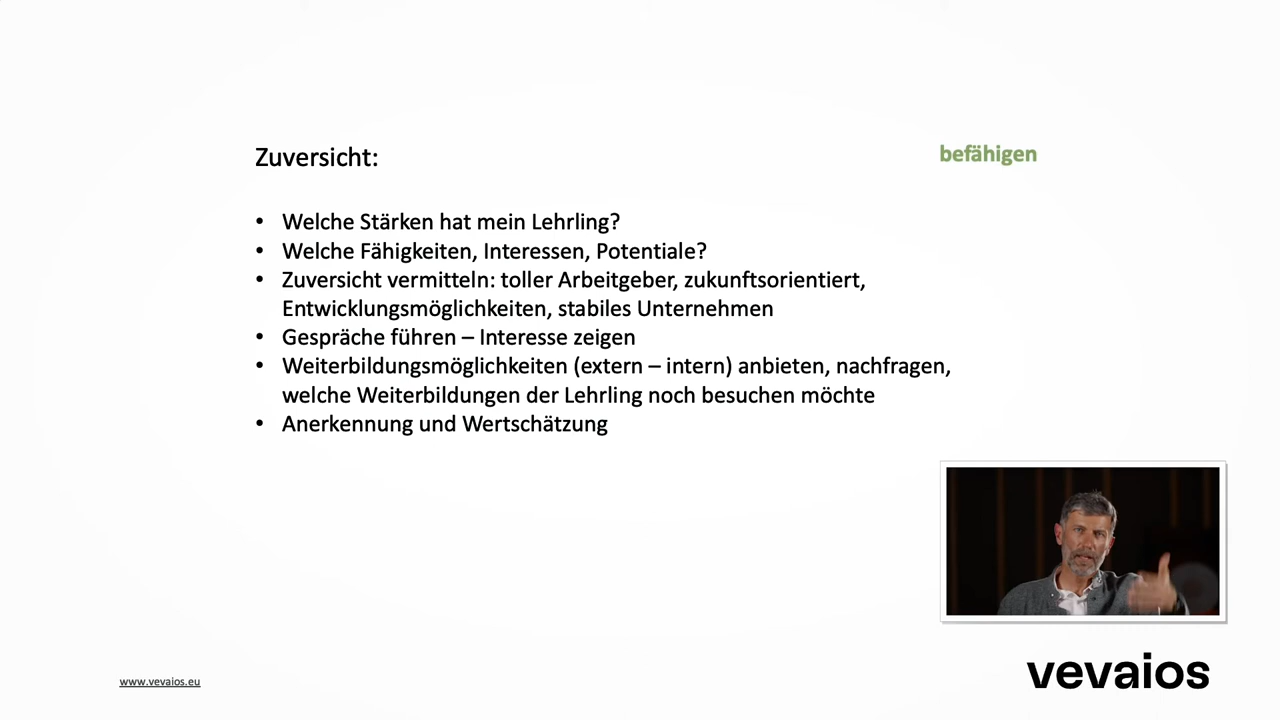 Zuversicht:
befähigen
• Welche Stärken hat mein Lehrling?
• Welche Fähigkeiten, Interessen, Potentiale?
• Zuversicht vermitteln: toller Arbeitgeber, zukunftsorientiert,
Entwicklungsmöglichkeiten, stabiles Unternehmen
• Gespräche führen – Interesse zeigen
• Weiterbildungsmöglichkeiten (extern – intern) anbieten, nachfragen,
welche Weiterbildungen der Lehrling noch besuchen möchte
• Anerkennung und Wertschätzung
www.vevaios.eu
vevaios